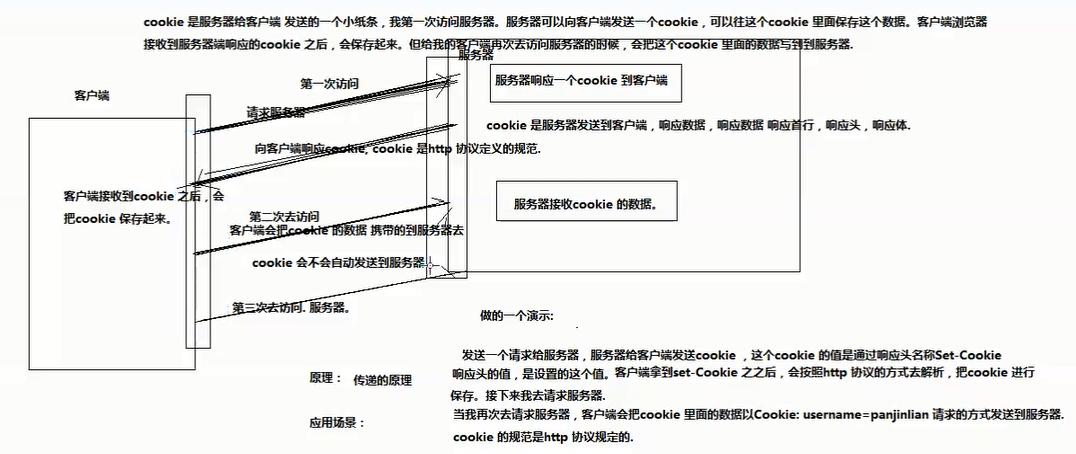 cookie 是服务器给客户端 发送的一个小纸条，我第一次访问服务器。服务器可以向客户端发送一个cookie，可以往这个cookie 里面保存这个数据。客户端浏览器
接收到服务器端响应的cookie 之后，会保存起来。但给我的客户端再次去访问服务器的时候，会把这个cookie 里面的数据写到到服务器.
服务器
第一次访问
服务器响应一个cookie 到客户端
客户端
请求服务器
cookie 是服务器发送到客户端，响应数据，响应数据 响应首行，响应头，响应体.
向客户端响应cookie, cookie 是http 协议定义的规范.
客户端接收到cookie 之后，会
把cookie 保存起来。
服务器接收cookie 的数据。
第二次去访问
客户端会把cookie 的数据 携带的到服务器去
cookie 会不会自动发送到服务器
第三次去访问. 服务器。
做的一个演示:
发送一个请求给服务器，服务器给客户端发送cookie ，这个cookie 的值是通过响应头名称Set-Cookie
原理： 传递的原理
响应头的值，是设置的这个值。客户端拿到set-Cookie 之之后，会按照http 协议的方式去解析，把cookie 进行
保存。接下来我去请求服务器.
应用场景：
当我再次去请求服务器，客户端会把cookie 里面的数据以Cookie: username=panjinlian 请求的方式发送到服务器.
cookie 的规范是http 协议规定的.